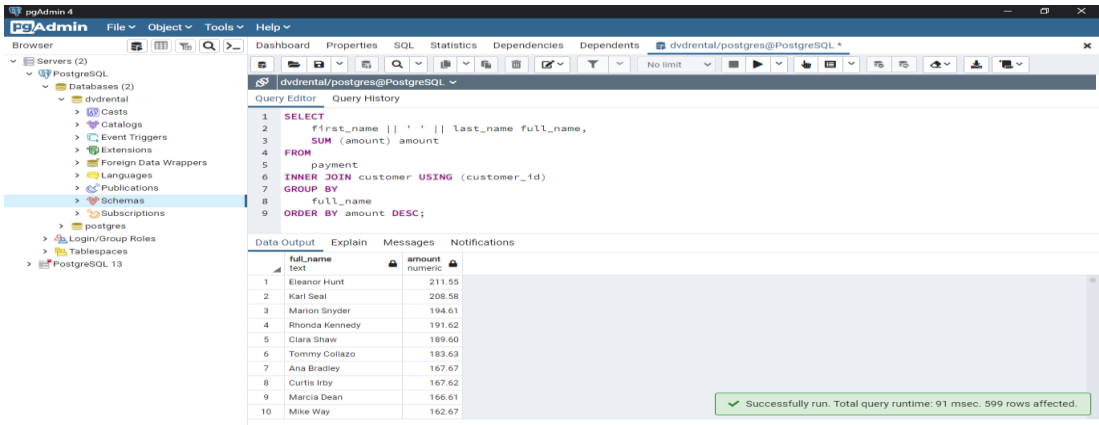 pgAdmin 4
pgAdmin File Object Tools Help
Browser Dashboard Properties SQL Statistics Dependencies Dependents dvdrental/postgres@PostgreSQL *
Servers (2)
PostgreSQL
Databases (2)
dvdrental
Casts
Catalogs
Event Triggers
Extensions
Foreign Data Wrappers
Languages
Publications
Schemas
Subscriptions
postgres
Login/Group Roles
Tablespaces
PostgreSQL 13
No limit
dvdrental/postgres@PostgreSQL
Query Editor Query History
1 SELECT
2 first_name || ' ' || last_name full_name,
3 SUM (amount) amount
4 FROM
5 payment
6 INNER JOIN customer USING (customer_id)
7 GROUP BY
8 full_name
9 ORDER BY amount DESC;
Data Output Explain Messages Notifications
full_name amount
text numeric
1 Eleanor Hunt 211.55
2 Karl Seal 208.58
3 Marion Snyder 194.61
4 Rhonda Kennedy 191.62
5 Clara Shaw 189.60
6 Tommy Collazo 183.63
7 Ana Bradley 167.67
8 Curtis Irby 167.62
9 Marcia Dean 166.61
10 Mike Way 162.67
Successfully run. Total query runtime: 91 msec. 599 rows affected.